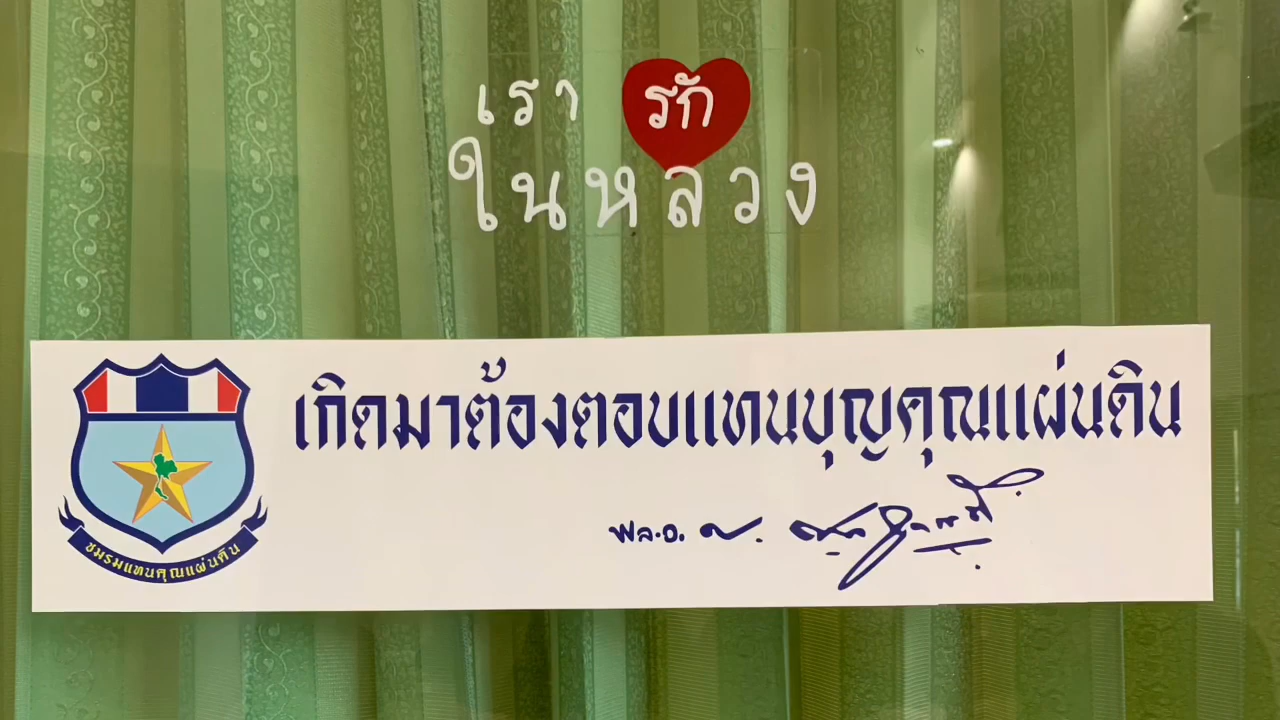 เรา รัก
ในหลวง
เกิดมาต้องตอบแทนบุญคุณแผ่นดิน
พล.อ. ป.
ชมรมแทนคุณแผ่นดิน